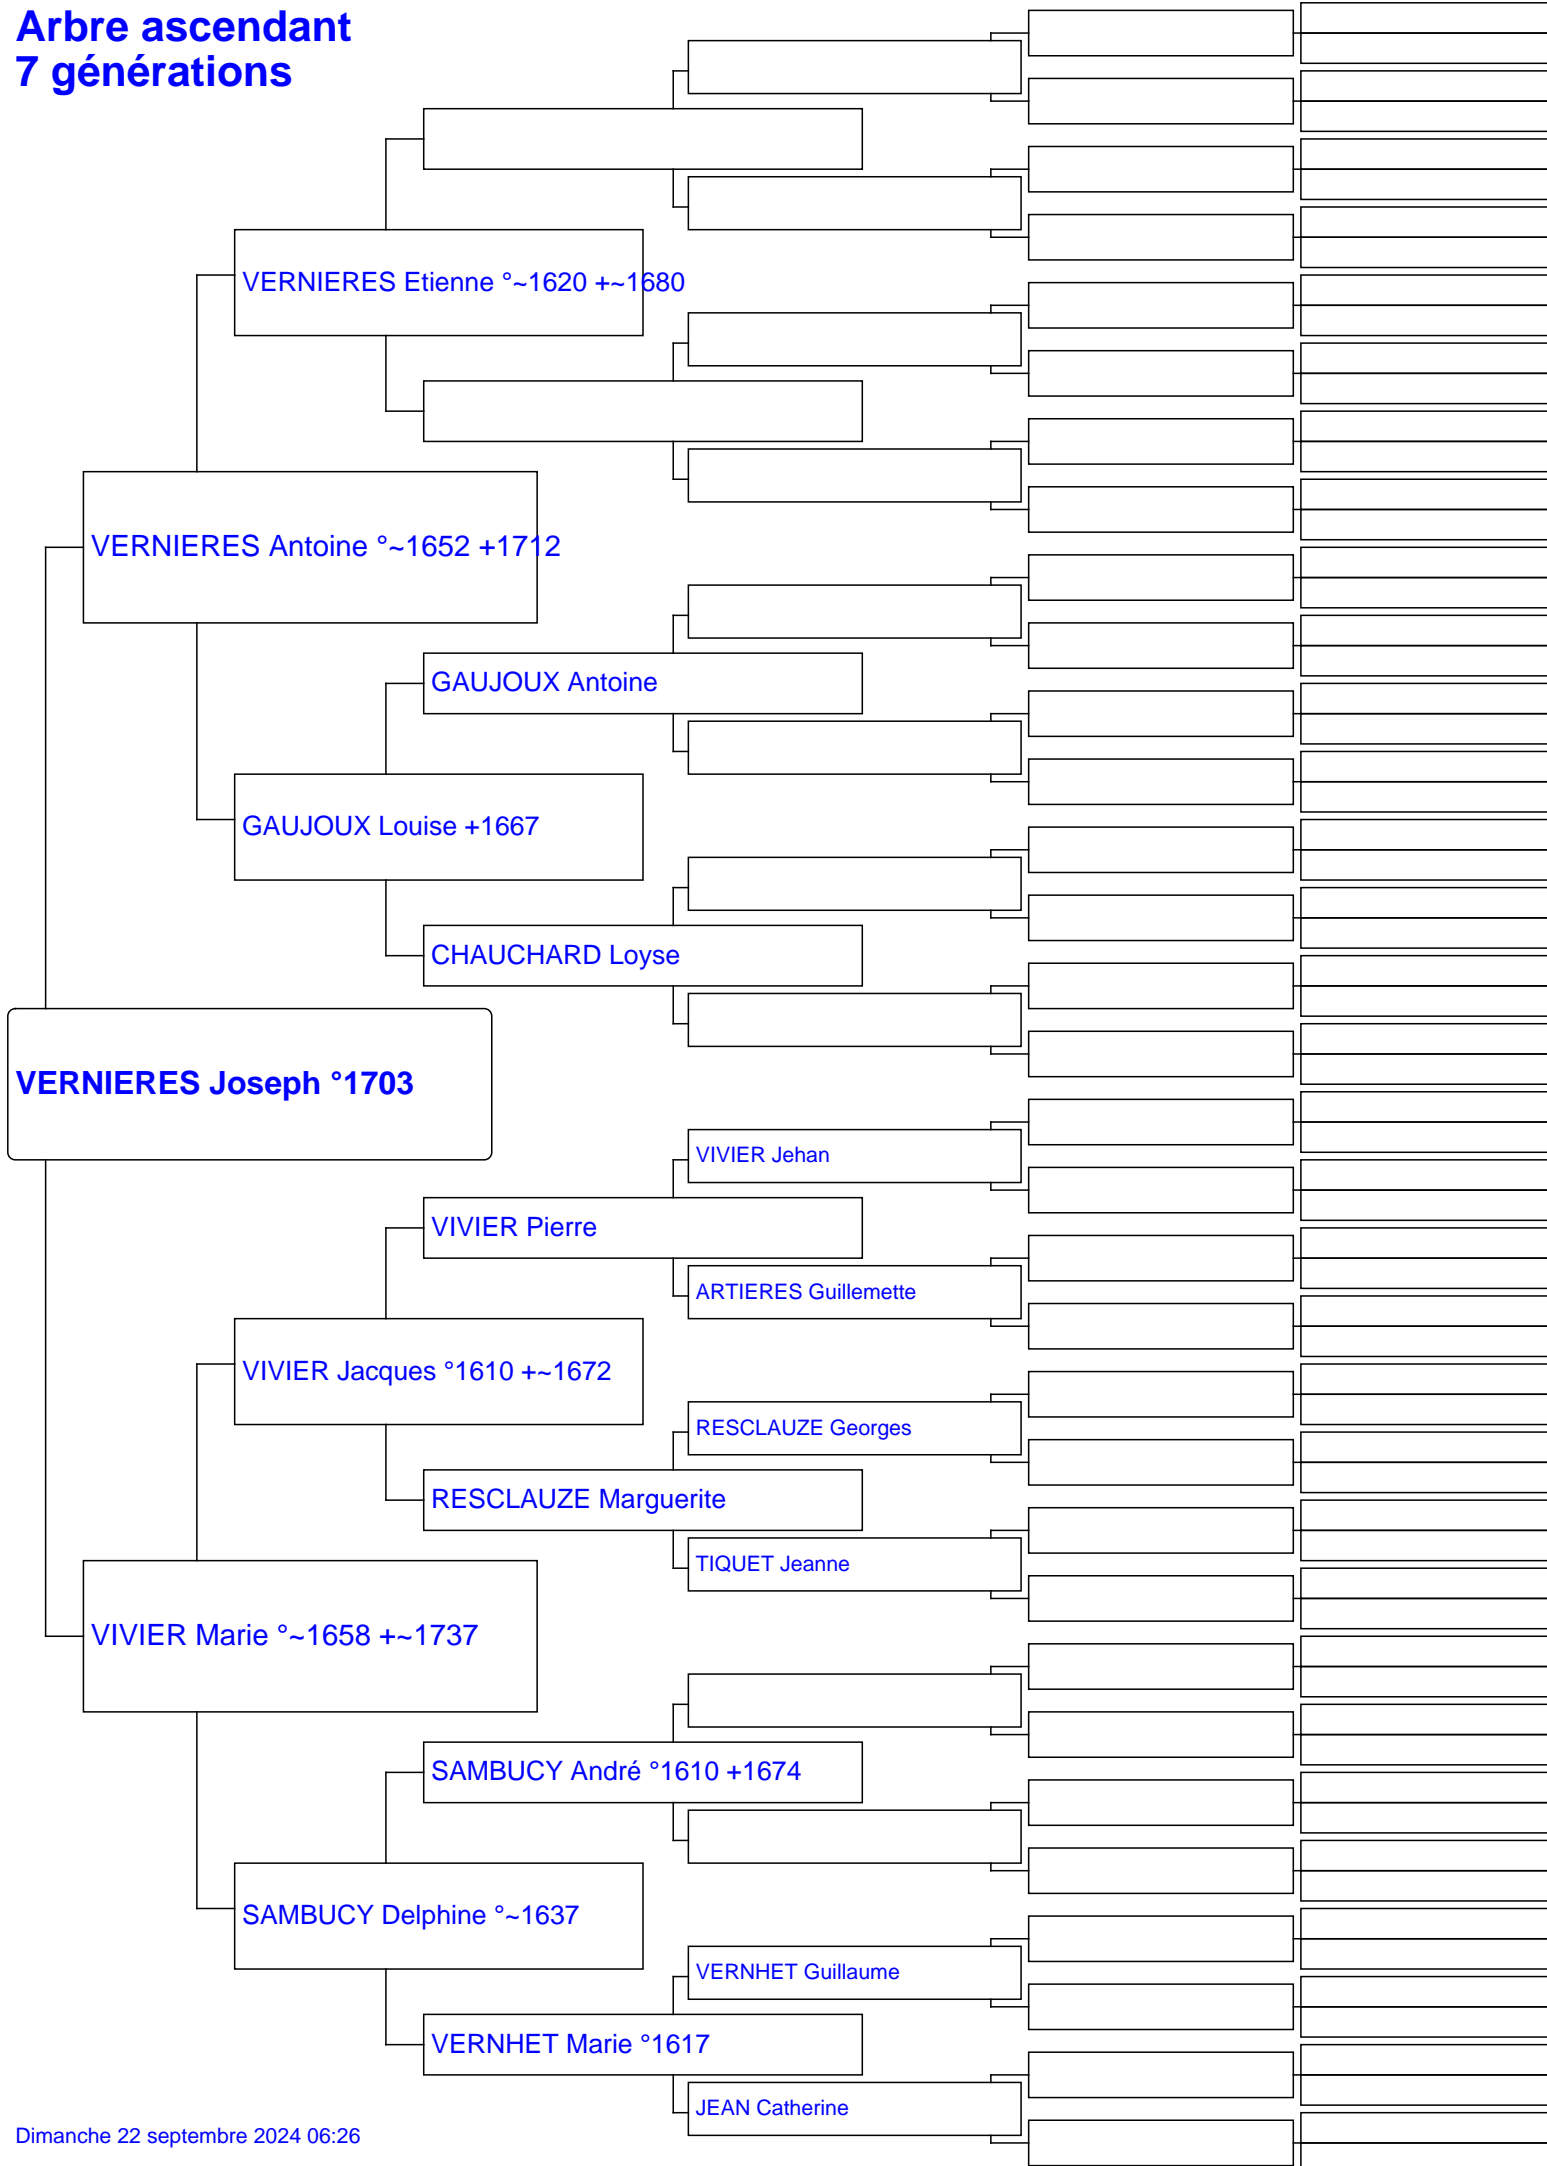 Arbre ascendant
7 générations
VERNIERES Etienne °~1620 +~1680
VERNIERES Antoine °~1652 +1712
GAUJOUX Antoine
GAUJOUX Louise +1667
CHAUCHARD Loyse
VERNIERES Joseph °1703
VIVIER Jehan
VIVIER Pierre
ARTIERES Guillemette
VIVIER Jacques °1610 +~1672
RESCLAUZE Georges
RESCLAUZE Marguerite
TIQUET Jeanne
VIVIER Marie °~1658 +~1737
SAMBUCY André °1610 +1674
SAMBUCY Delphine °~1637
VERNHET Guillaume
VERNHET Marie °1617
JEAN Catherine
Dimanche 22 septembre 2024 06:26